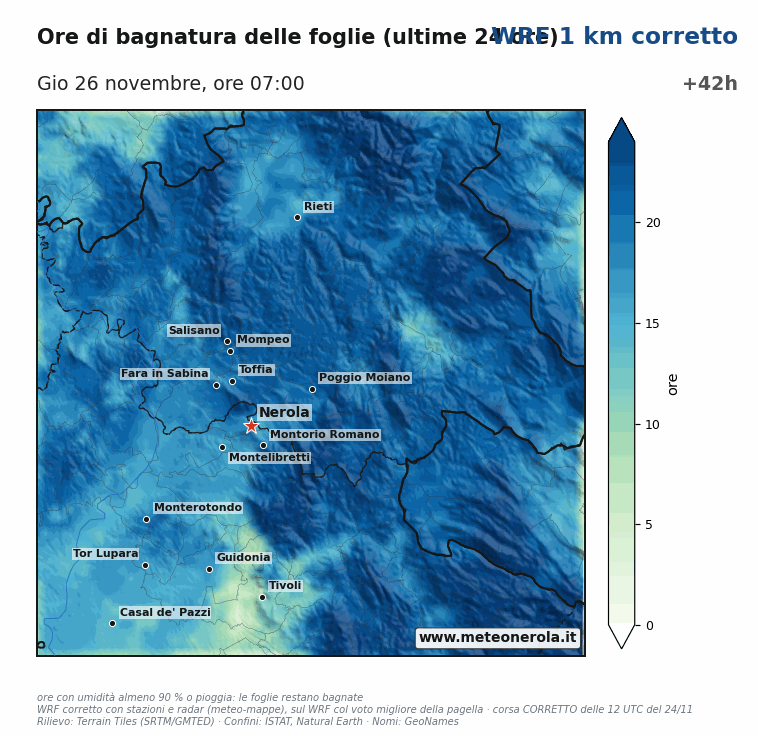 Ore di bagnatura delle foglie (ultime 24 ore)
WRF 1 km corretto
Gio 26 novembre, ore 07:00
+42h
Rieti
Salisano
Mompeo
Fara in Sabina
Toffia
Poggio Moiano
Nerola
Montorio Romano
Montelibretti
Monterotondo
Tor Lupara
Guidonia
Tivoli
Casal de' Pazzi
www.meteonerola.it
20
15
10
5
0
ore
ore con umidità almeno 90 % o pioggia: le foglie restano bagnate
WRF corretto con stazioni e radar (meteo-mappe), sul WRF col voto migliore della pagella · corsa CORRETTO delle 12 UTC del 24/11
Rilievo: Terrain Tiles (SRTM/GMTED) · Confini: ISTAT, Natural Earth · Nomi: GeoNames